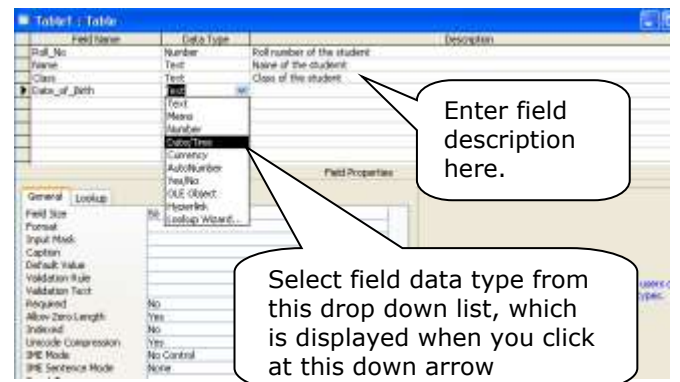 Table1 : Table
Field Name Data Type Description
Roll_No Number Roll number of the student
Name Text Name of the student
Class Text Class of the student
Date_of_Birth Text
Text
Memo
Number
Date/Time
Currency
AutoNumber
Yes/No
OLE Object
Hyperlink
Lookup Wizard...
Enter field
description
here.
Field Properties
General Lookup
Field Size 50
Format
Input Mask
Caption
Default Value
Validation Rule
Validation Text
Required No
Allow Zero Length Yes
Indexed No
Unicode Compression Yes
IME Mode No Control
IME Sentence Mode None
Select field data type from
this drop down list, which
is displayed when you click
at this down arrow
users
types.